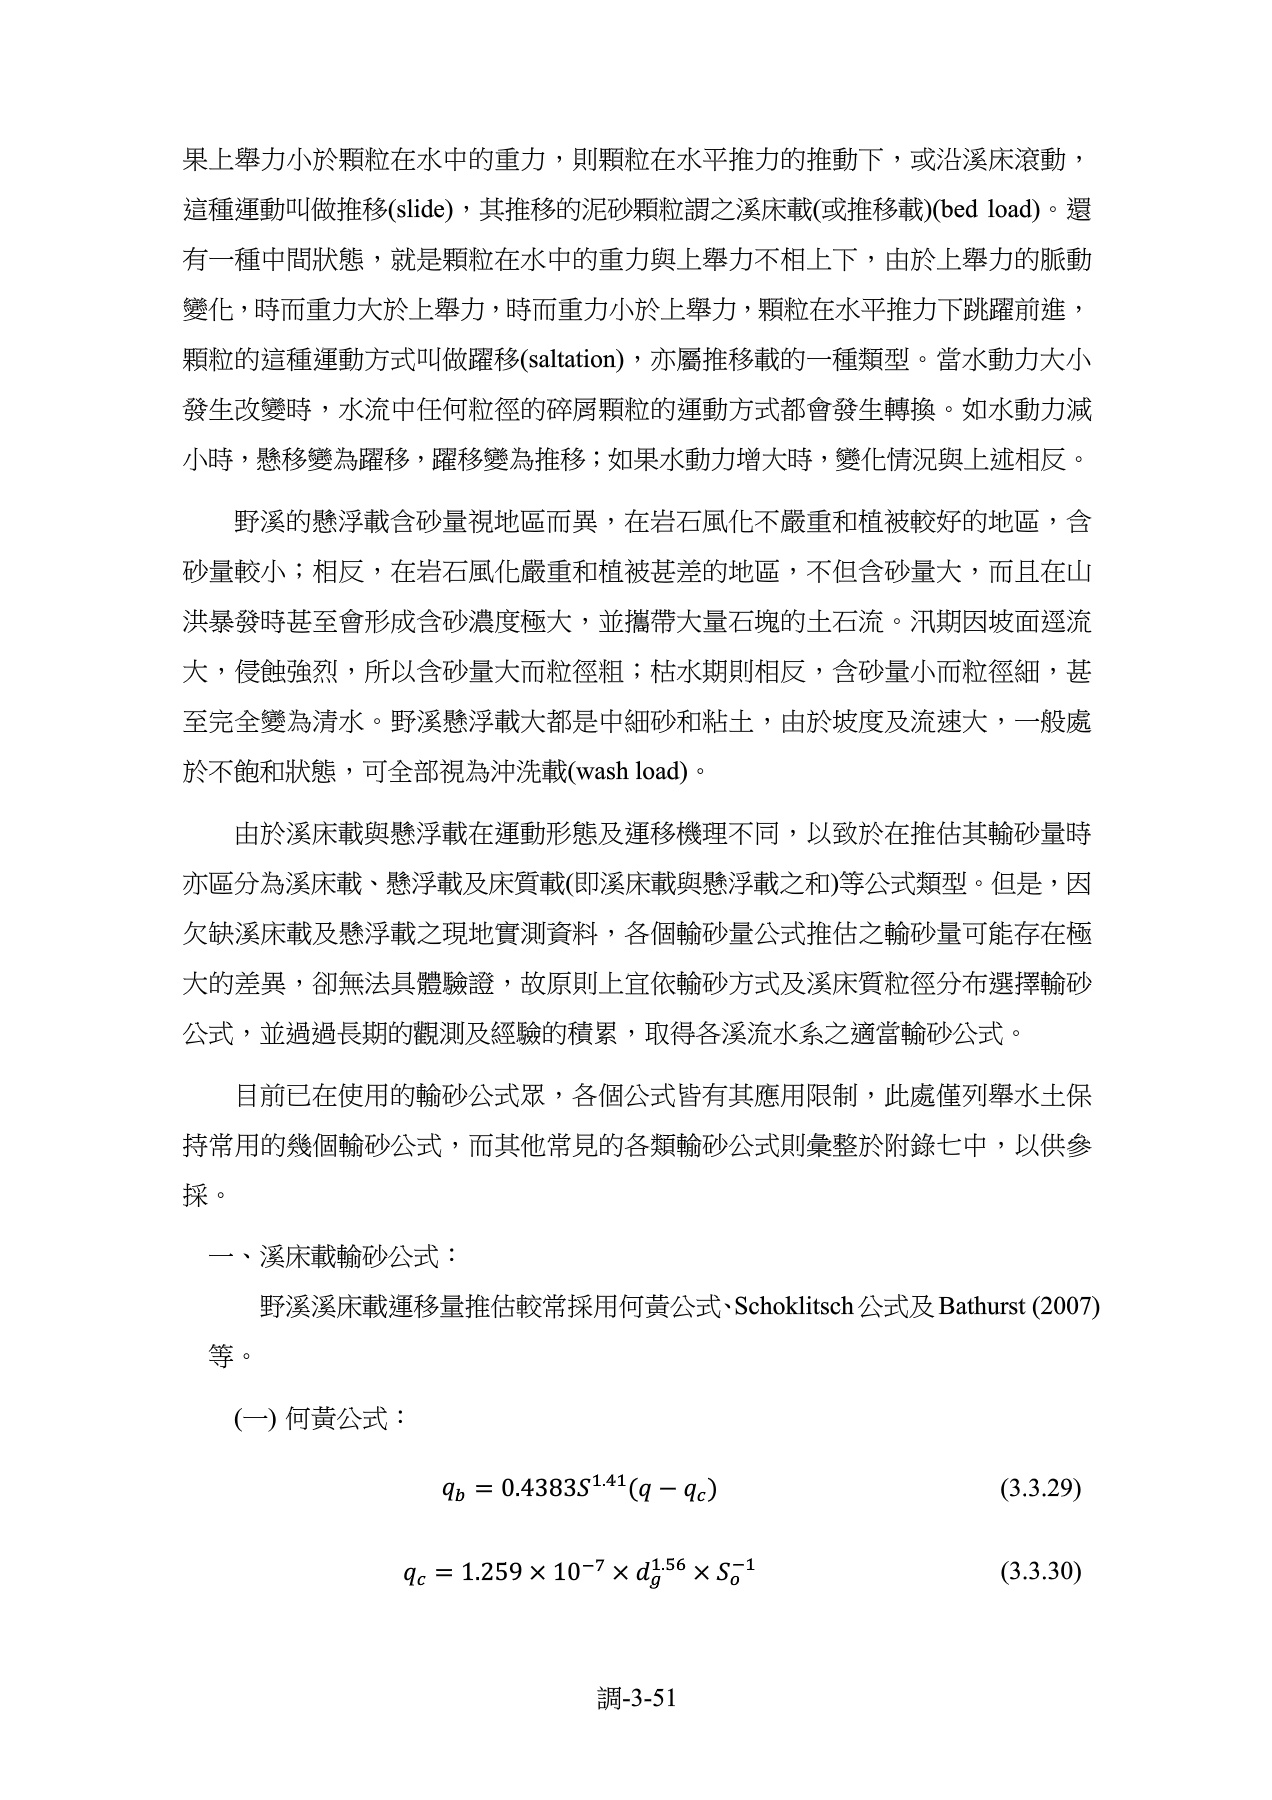 果上舉力小於顆粒在水中的重力，則顆粒在水平推力的推動下，或沿溪床滾動，
這種運動叫做推移(slide)，其推移的泥砂顆粒謂之溪床載(或推移載)(bed load)。還
有一種中間狀態，就是顆粒在水中的重力與上舉力不相上下，由於上舉力的脈動
變化，時而重力大於上舉力，時而重力小於上舉力，顆粒在水平推力下跳躍前進，
顆粒的這種運動方式叫做躍移(saltation)，亦屬推移載的一種類型。當水動力大小
發生改變時，水流中任何粒徑的碎屑顆粒的運動方式都會發生轉換。如水動力減
小時，懸移變為躍移，躍移變為推移；如果水動力增大時，變化情況與上述相反。
野溪的懸浮載含砂量視地區而異，在岩石風化不嚴重和植被較好的地區，含
砂量較小；相反，在岩石風化嚴重和植被甚差的地區，不但含砂量大，而且在山
洪暴發時甚至會形成含砂濃度極大，並攜帶大量石塊的土石流。汛期因坡面逕流
大，侵蝕強烈，所以含砂量大而粒徑粗；枯水期則相反，含砂量小而粒徑細，甚
至完全變為清水。野溪懸浮載大都是中細砂和粘土，由於坡度及流速大，一般處
於不飽和狀態，可全部視為沖洗載(wash load)。
由於溪床載與懸浮載在運動形態及運移機理不同，以致於在推估其輸砂量時
亦區分為溪床載、懸浮載及床質載(即溪床載與懸浮載之和)等公式類型。但是，因
欠缺溪床載及懸浮載之現地實測資料，各個輸砂量公式推估之輸砂量可能存在極
大的差異，卻無法具體驗證，故原則上宜依輸砂方式及溪床質粒徑分布選擇輸砂
公式，並過過長期的觀測及經驗的積累，取得各溪流水系之適當輸砂公式。
目前已在使用的輸砂公式眾，各個公式皆有其應用限制，此處僅列舉水土保
持常用的幾個輸砂公式，而其他常見的各類輸砂公式則彙整於附錄七中，以供參
採。
一、溪床載輸砂公式：
野溪溪床載運移量推估較常採用何黃公式、Schoklitsch 公式及 Bathurst (2007)
等。
(一) 何黃公式：
$q_b = 0.4383S^{1.41}(q - q_c)$ (3.3.29)
$q_c = 1.259 \times 10^{-7} \times d_g^{1.56} \times S_o^{-1}$ (3.3.30)
調-3-51